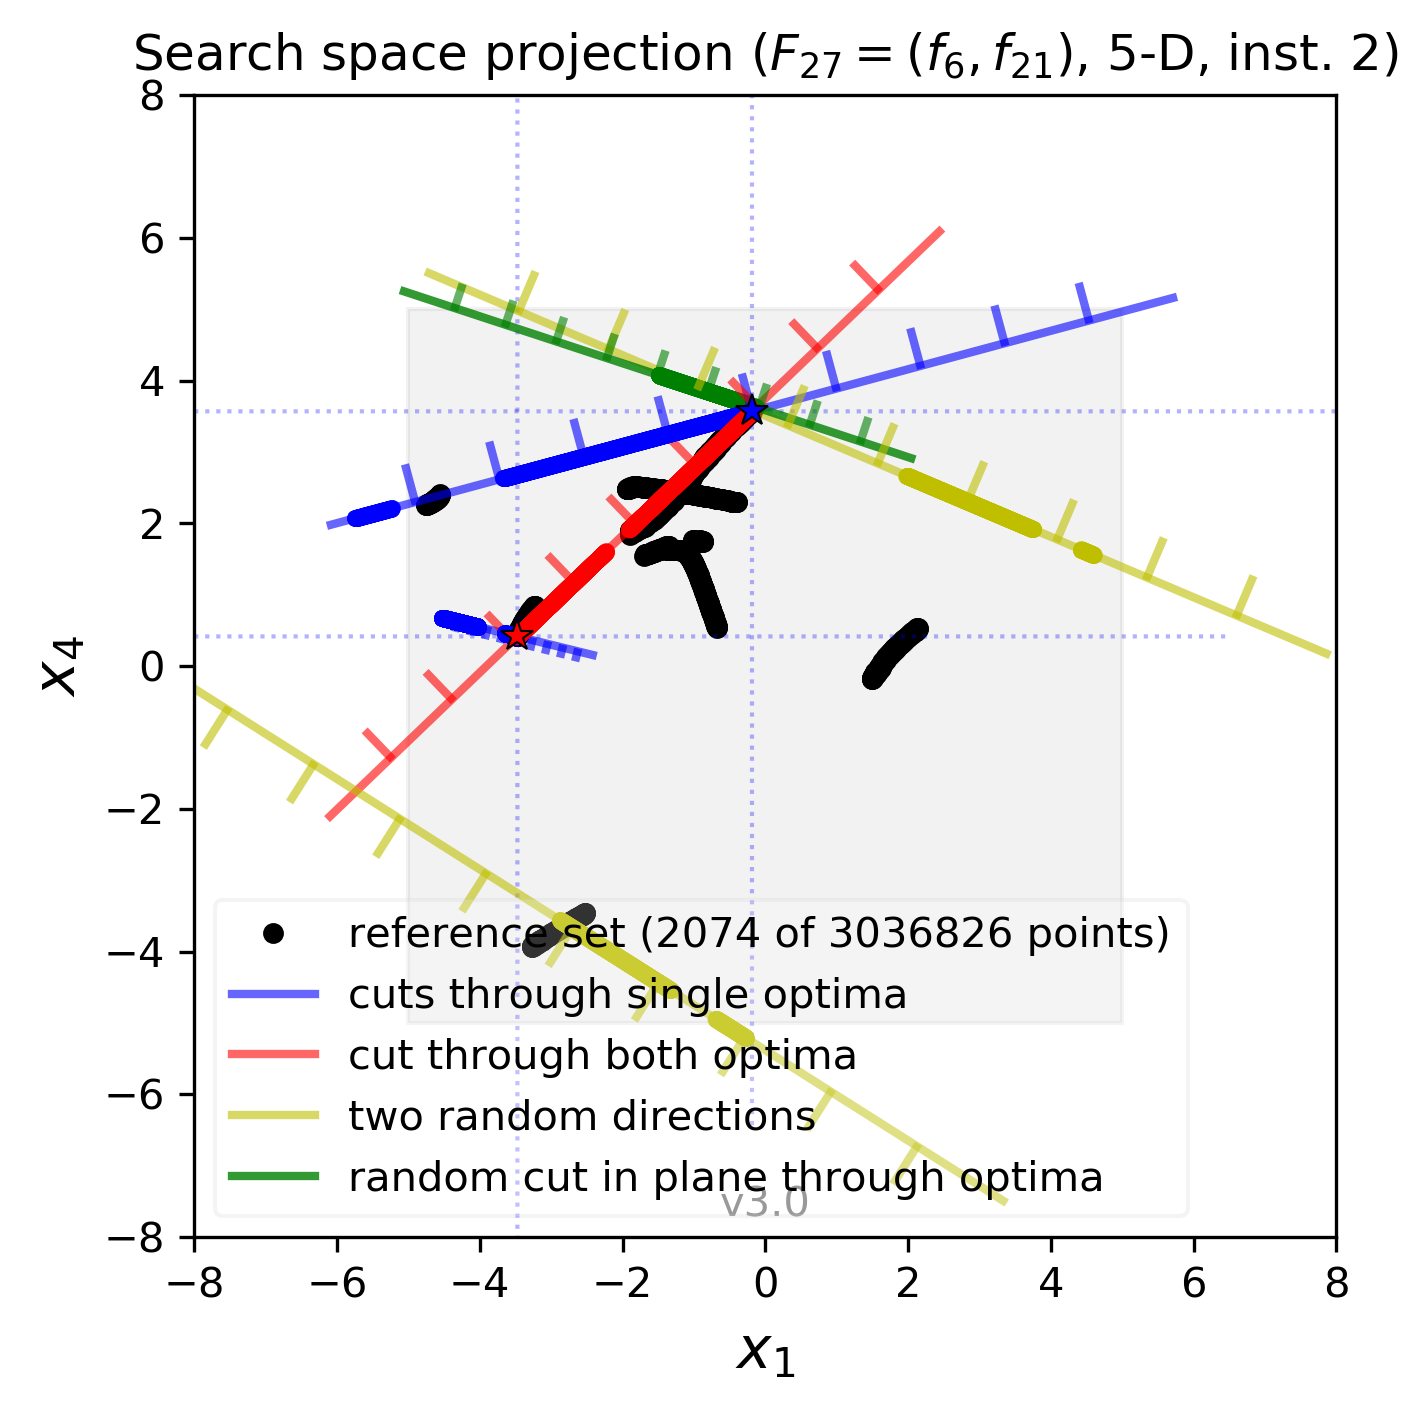 Search space projection (F₂₇ = (f₆, f₂₁), 5-D, inst. 2)
8
6
4
2
0
−2
−4
−6
−8
x₄
reference set (2074 of 3036826 points)
cuts through single optima
cut through both optima
two random directions
random cut in plane through optima
v3.0
−8 −6 −4 −2 0 2 4 6 8
x₁